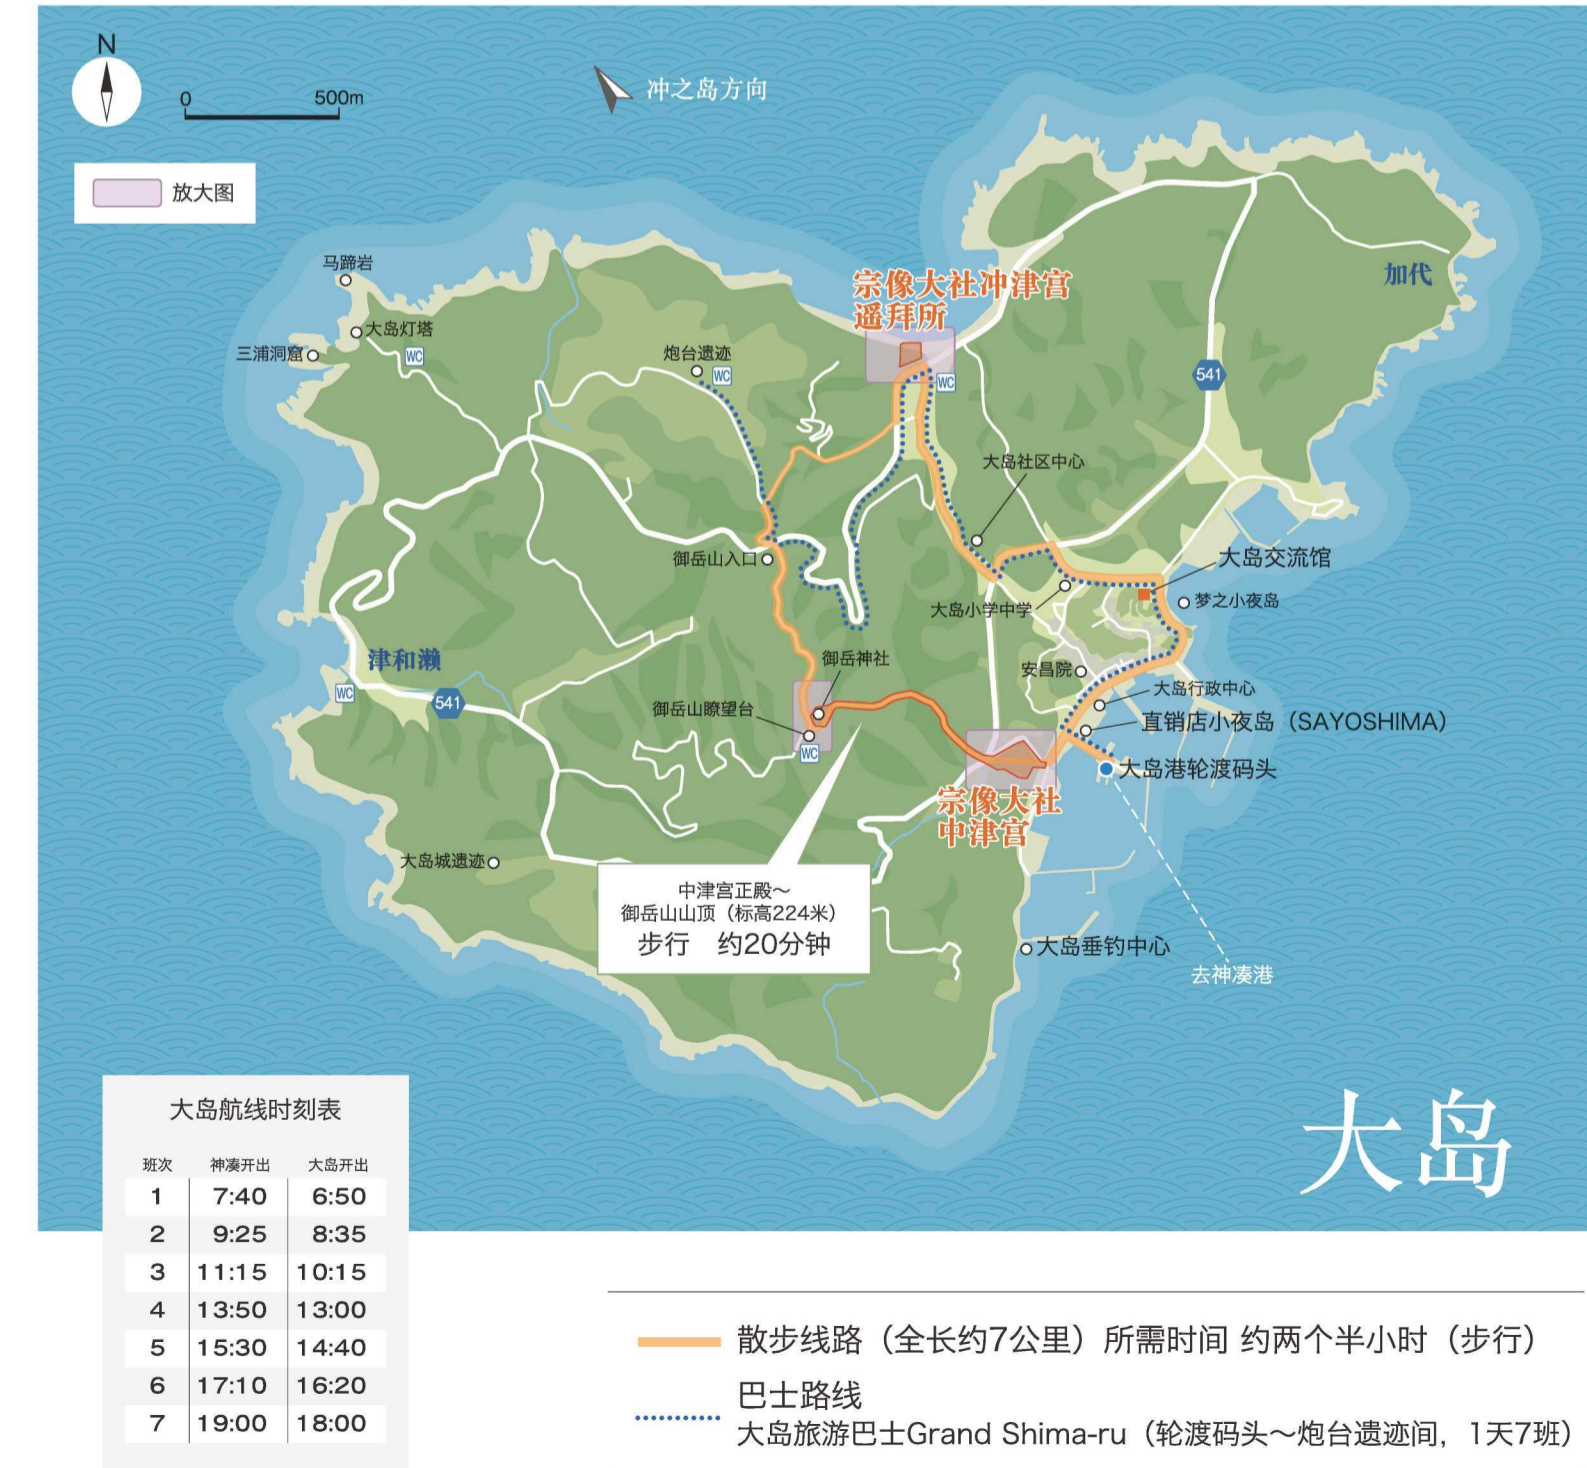 N
0 500m
冲之岛方向
放大图
马蹄岩
大岛灯塔
WC
三浦洞窟
炮台遗迹
WC
宗像大社冲津宫
遥拜所
WC
加代
541
大岛社区中心
御岳山入口
大岛交流馆
梦之小夜岛
大岛小学中学
津和濑
WC
541
御岳神社
安昌院
大岛行政中心
御岳山瞭望台
WC
直销店小夜岛（SAYOSHIMA）
大岛港轮渡码头
宗像大社
中津宫
大岛城遗迹
中津宫正殿～
御岳山山顶（标高224米）
步行 约20分钟
大岛垂钓中心
去神凑港
大岛
大岛航线时刻表
班次 神凑开出 大岛开出
1 7:40 6:50
2 9:25 8:35
3 11:15 10:15
4 13:50 13:00
5 15:30 14:40
6 17:10 16:20
7 19:00 18:00
散步线路（全长约7公里）所需时间 约两个半小时（步行）
巴士路线
大岛旅游巴士Grand Shima-ru（轮渡码头～炮台遗迹间，1天7班）